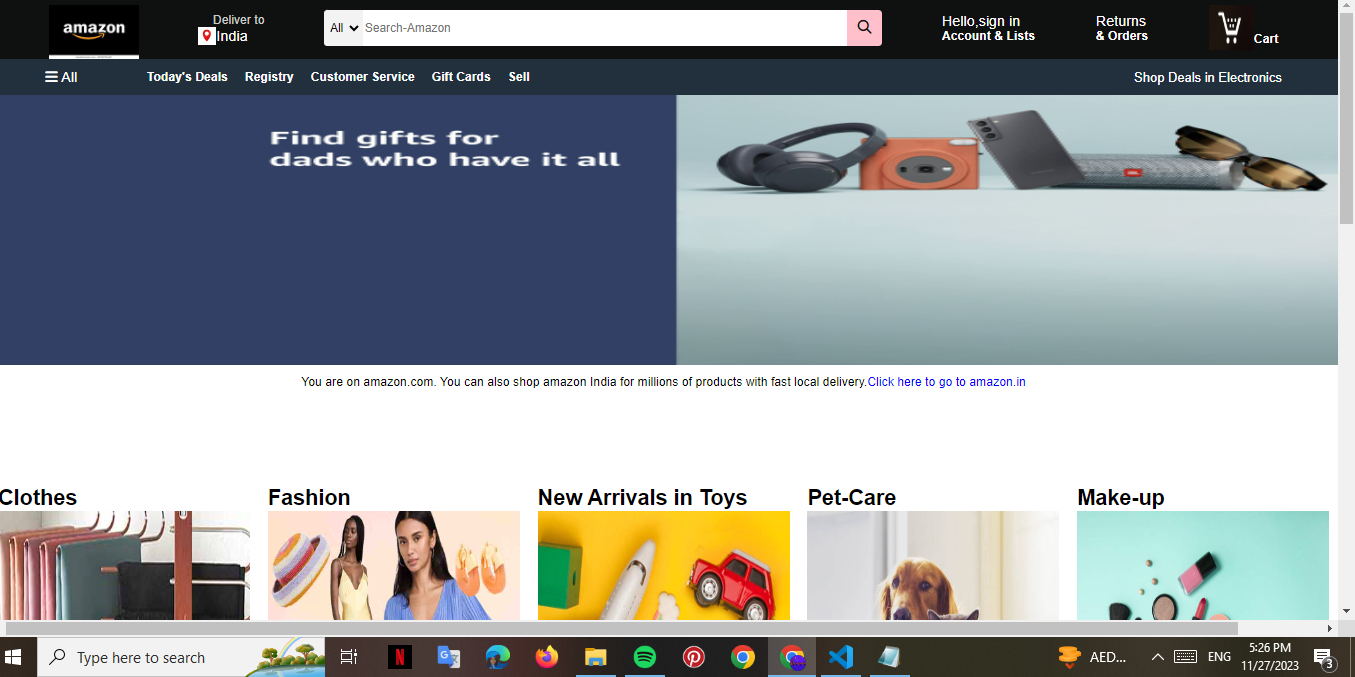 amazon
Deliver to
India
All
Search-Amazon
Hello,sign in
Account & Lists
Returns
& Orders
Cart
All
Today's Deals
Registry
Customer Service
Gift Cards
Sell
Shop Deals in Electronics
Find gifts for
dads who have it all
JBL
You are on amazon.com. You can also shop amazon India for millions of products with fast local delivery.Click here to go to amazon.in
Clothes
Fashion
New Arrivals in Toys
Pet-Care
Make-up
Type here to search
N
AED...
ENG
5:26 PM
11/27/2023
3